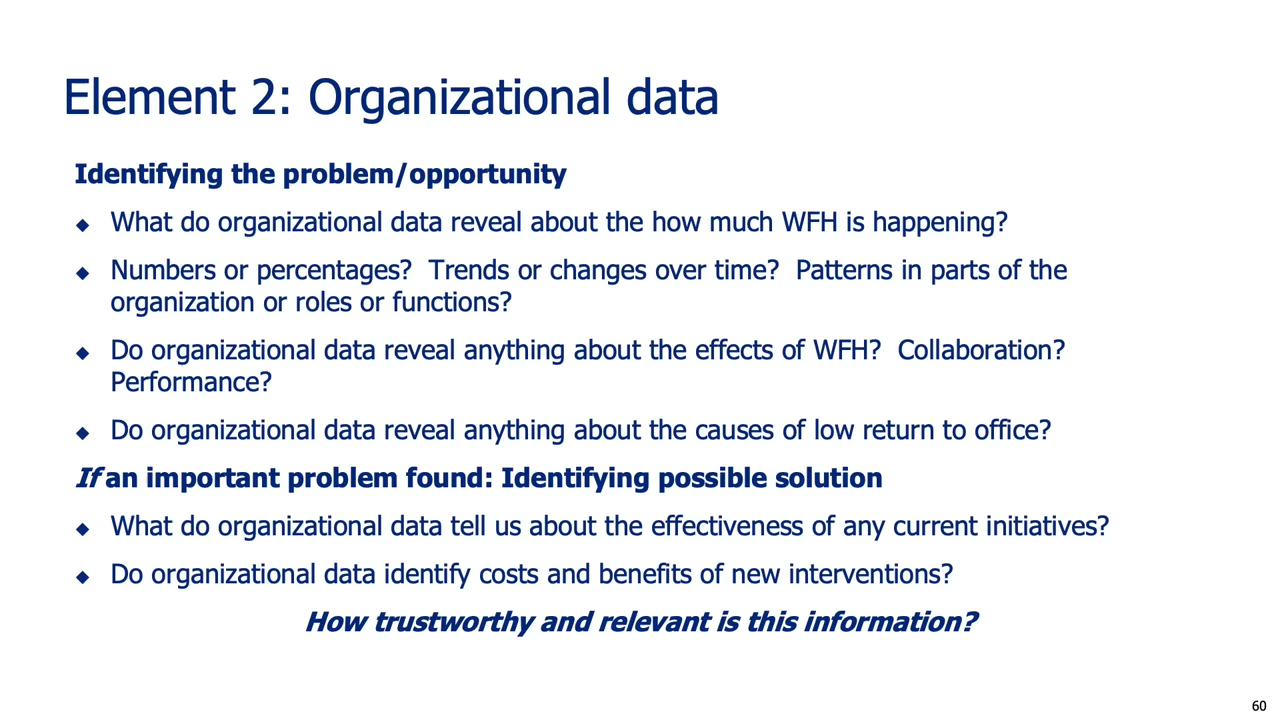 Element 2: Organizational data
Identifying the problem/opportunity
◆ What do organizational data reveal about the how much WFH is happening?
◆ Numbers or percentages?  Trends or changes over time?  Patterns in parts of the
organization or roles or functions?
◆ Do organizational data reveal anything about the effects of WFH?  Collaboration?
Performance?
◆ Do organizational data reveal anything about the causes of low return to office?
If an important problem found: Identifying possible solution
◆ What do organizational data tell us about the effectiveness of any current initiatives?
◆ Do organizational data identify costs and benefits of new interventions?
How trustworthy and relevant is this information?
60